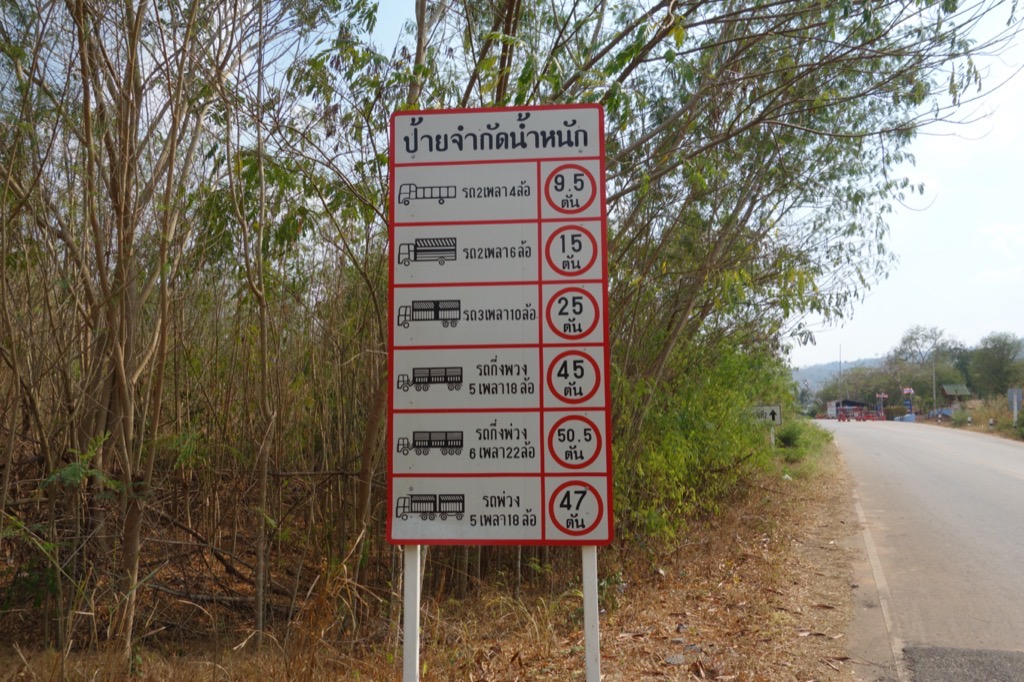 ป้ายจำกัดน้ำหนัก
รถ2เพลา4ล้อ
9.5
ตัน
รถ2เพลา6ล้อ
15
ตัน
รถ3เพลา10ล้อ
25
ตัน
รถกึ่งพวง
5 เพลา18 ล้อ
45
ตัน
รถกึ่งพ่วง
6 เพลา22ล้อ
50.5
ตัน
รถพ่วง
5 เพลา18 ล้อ
47
ตัน